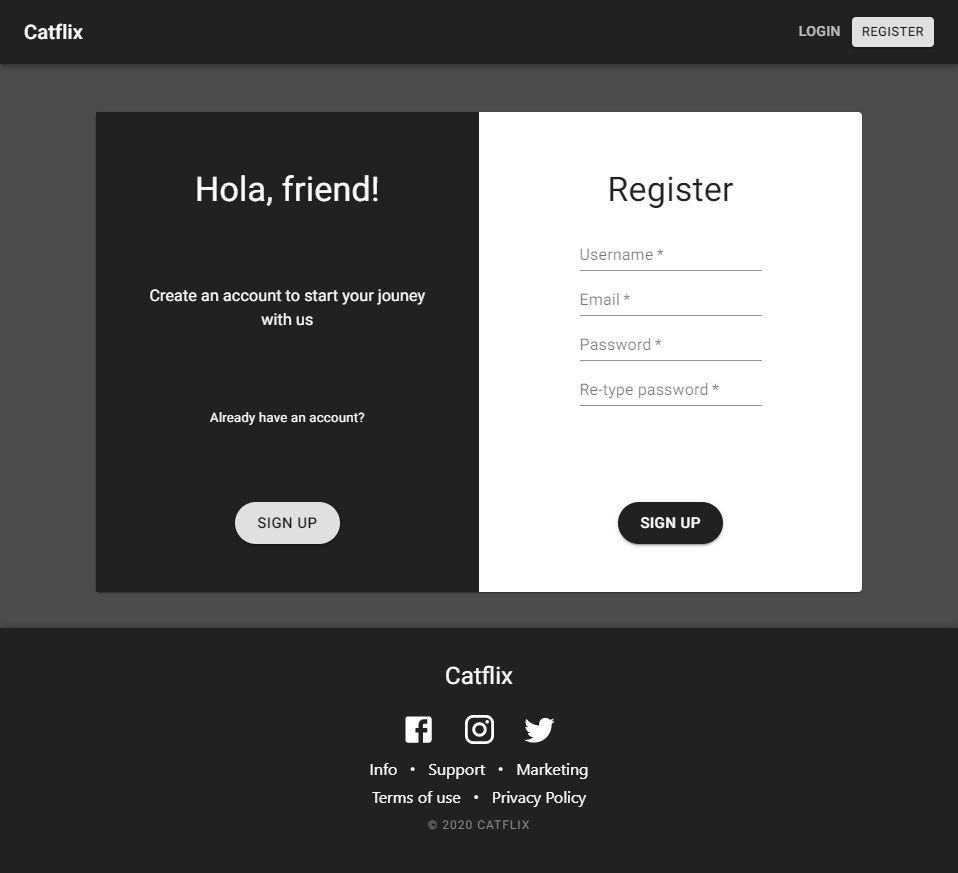 Catflix
LOGIN
REGISTER
Hola, friend!
Create an account to start your jouney
with us
Already have an account?
SIGN UP
Register
Username *
Email *
Password *
Re-type password *
SIGN UP
Catflix
Info • Support • Marketing
Terms of use • Privacy Policy
© 2020 CATFLIX